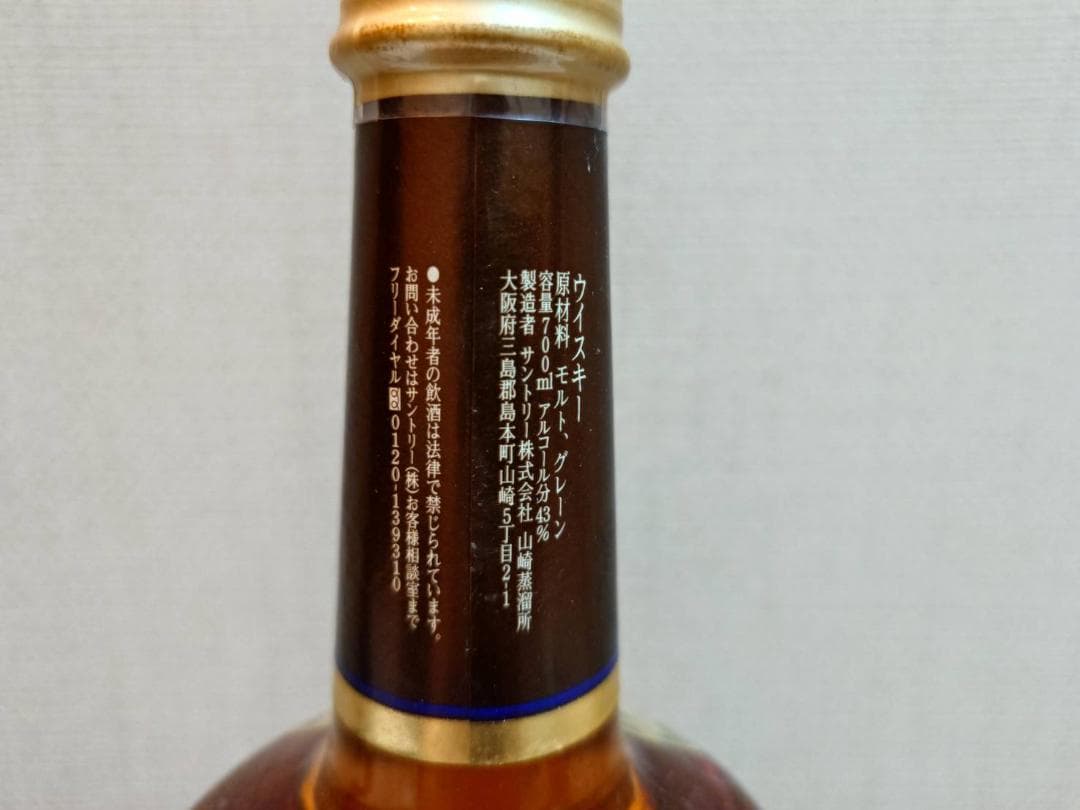 ウイスキー
原材料 モルト、グレーン
容量700ml アルコール分43%
製造者 サントリー株式会社 山崎蒸溜所
大阪府三島郡島本町山崎5丁目2-1
●未成年者の飲酒は法律で禁じられています。
お問い合わせはサントリー(株)お客様相談室まで
フリーダイヤル 0120-139310